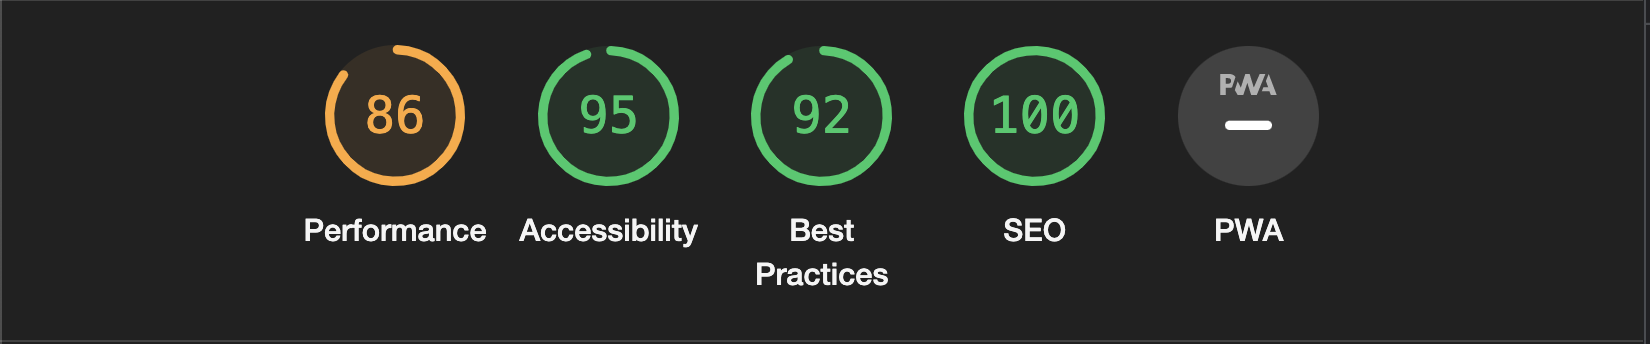 86
95
92
100
PWA
Performance
Accessibility
Best
Practices
SEO
PWA